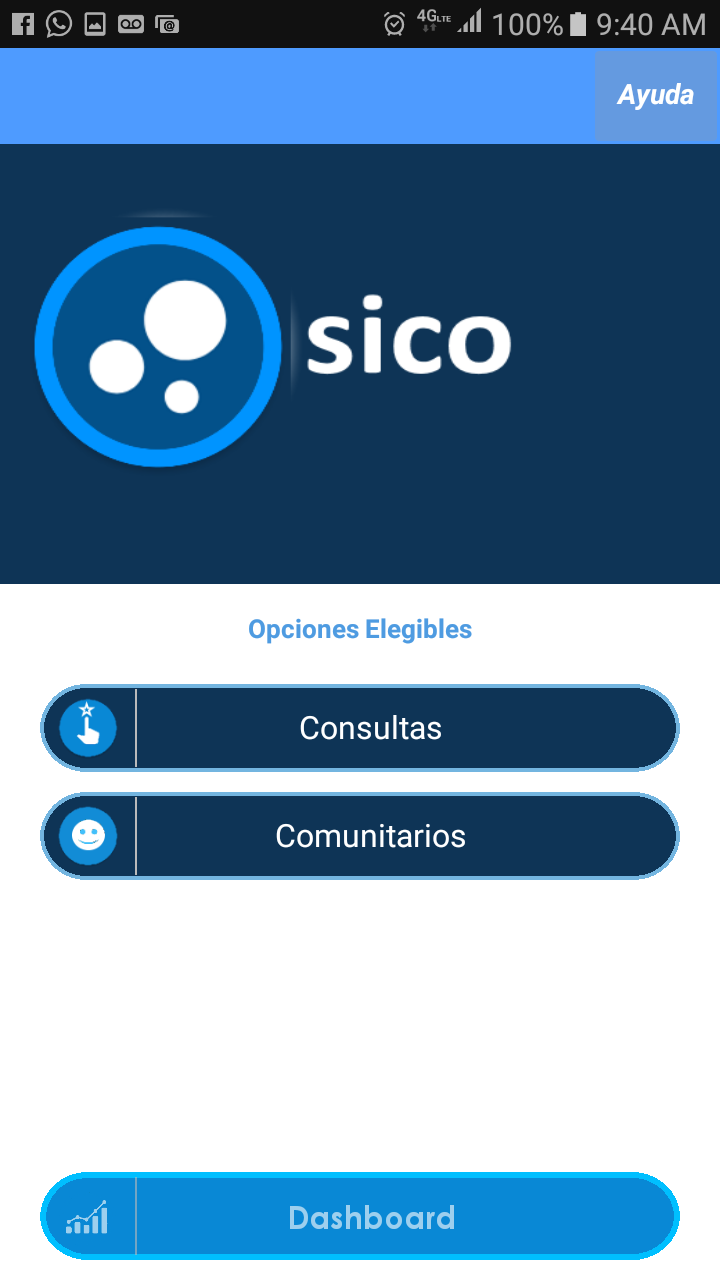 4G LTE 100% 9:40 AM
Ayuda
sico
Opciones Elegibles
Consultas
Comunitarios
Dashboard